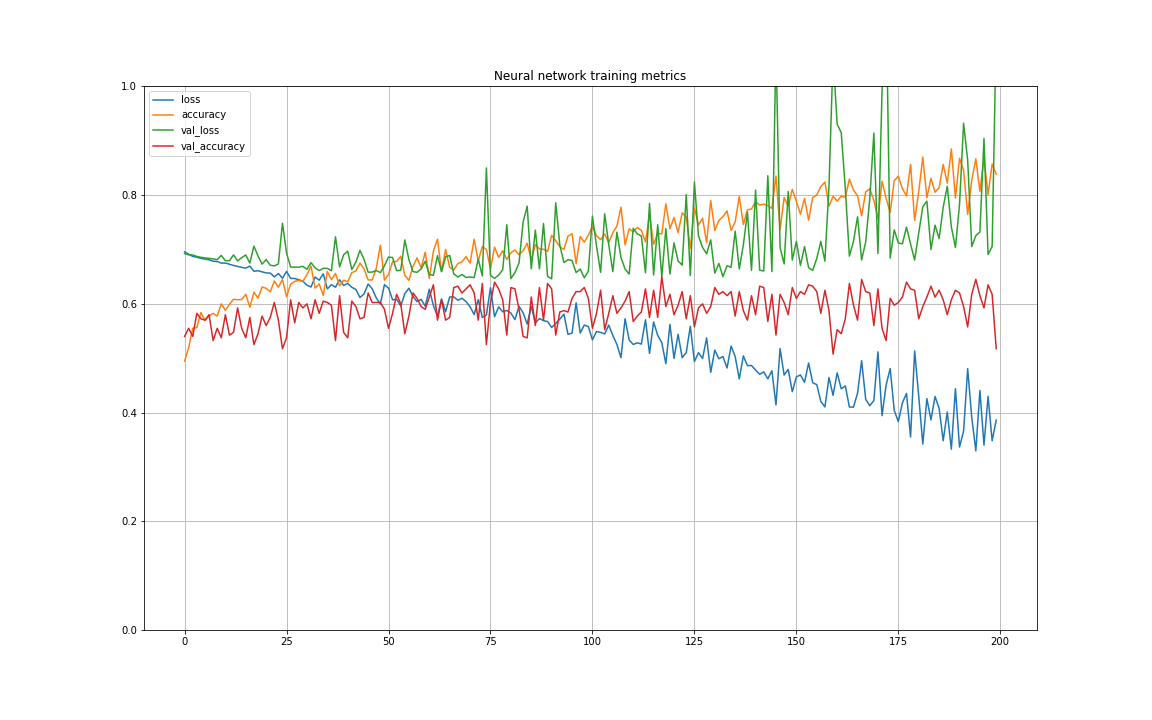 Neural network training metrics
1.0
loss
accuracy
val_loss
val_accuracy
0.8
0.6
0.4
0.2
0.0
0 25 50 75 100 125 150 175 200